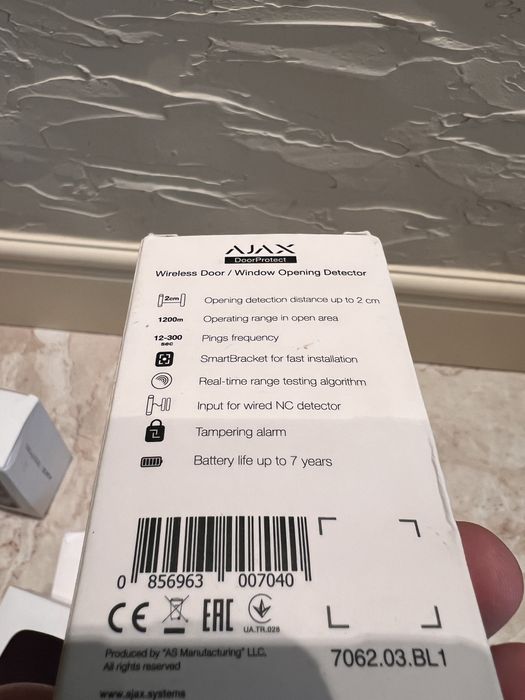 AJAX
DoorProtect
Wireless Door / Window Opening Detector
2cm Opening detection distance up to 2 cm
1200m Operating range in open area
12-300 sec Pings frequency
SmartBracket for fast installation
Real-time range testing algorithm
Input for wired NC detector
Tampering alarm
Battery life up to 7 years
0 856963 007040
CE EAC UA.TR.028
Produced by "AS Manufacturing" LLC.
All rights reserved
7062.03.BL1
www.ajax.systems